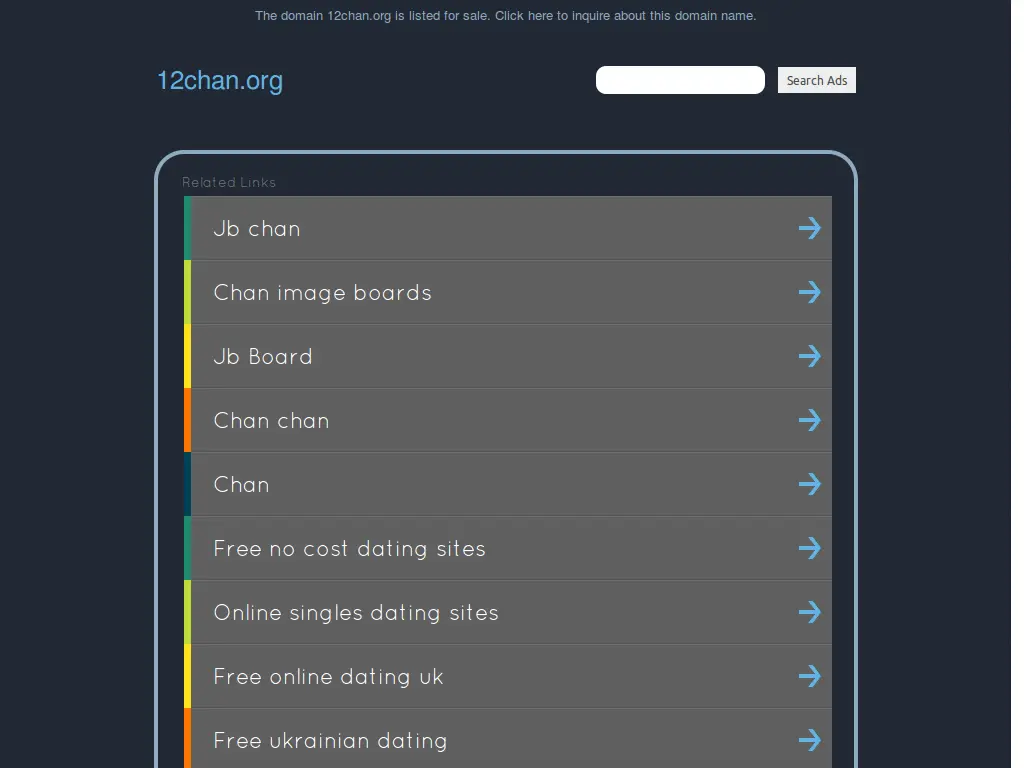 The domain 12chan.org is listed for sale. Click here to inquire about this domain name.
12chan.org
Search Ads
Related Links
Jb chan
Chan image boards
Jb Board
Chan chan
Chan
Free no cost dating sites
Online singles dating sites
Free online dating uk
Free ukrainian dating